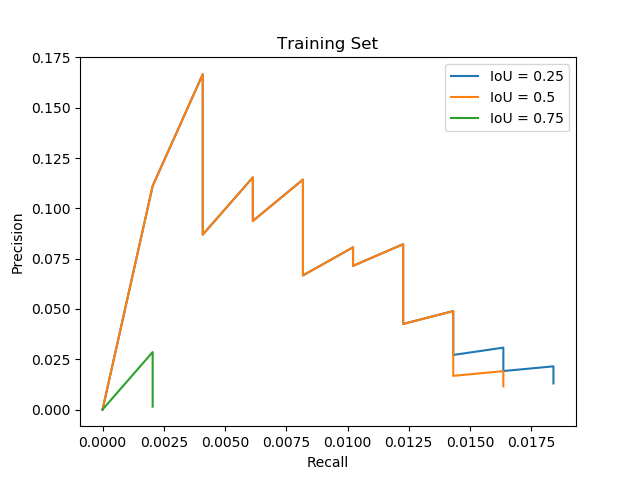 Training Set
IoU = 0.25
IoU = 0.5
IoU = 0.75
Precision
0.175
0.150
0.125
0.100
0.075
0.050
0.025
0.000
0.0000 0.0025 0.0050 0.0075 0.0100 0.0125 0.0150 0.0175
Recall